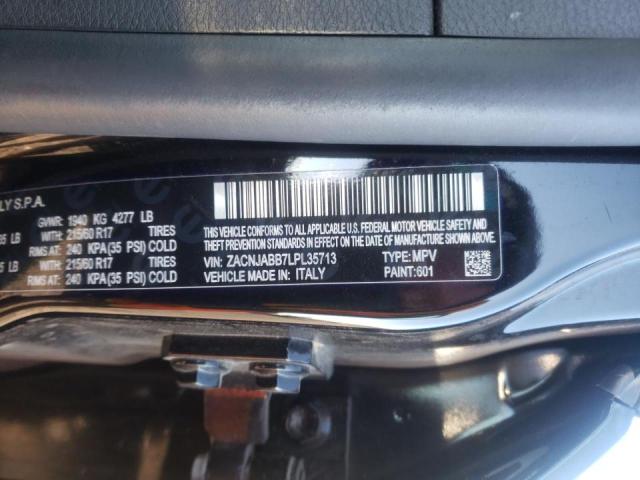 LY S.P.A.
GVWR: 1940 KG 4277 LB
LB WITH: 215/60 R17 TIRES
RIMS AT: 240 KPA(35 PSI) COLD
LB WITH: 215/60 R17 TIRES
RIMS AT: 240 KPA(35 PSI) COLD
THIS VEHICLE CONFORMS TO ALL APPLICABLE U.S. FEDERAL MOTOR VEHICLE SAFETY AND
THEFT PREVENTION STANDARDS IN EFFECT ON THE DATE OF MANUFACTURE SHOWN ABOVE.
VIN: ZACNJABB7LPL35713 TYPE: MPV
VEHICLE MADE IN: ITALY PAINT: 601